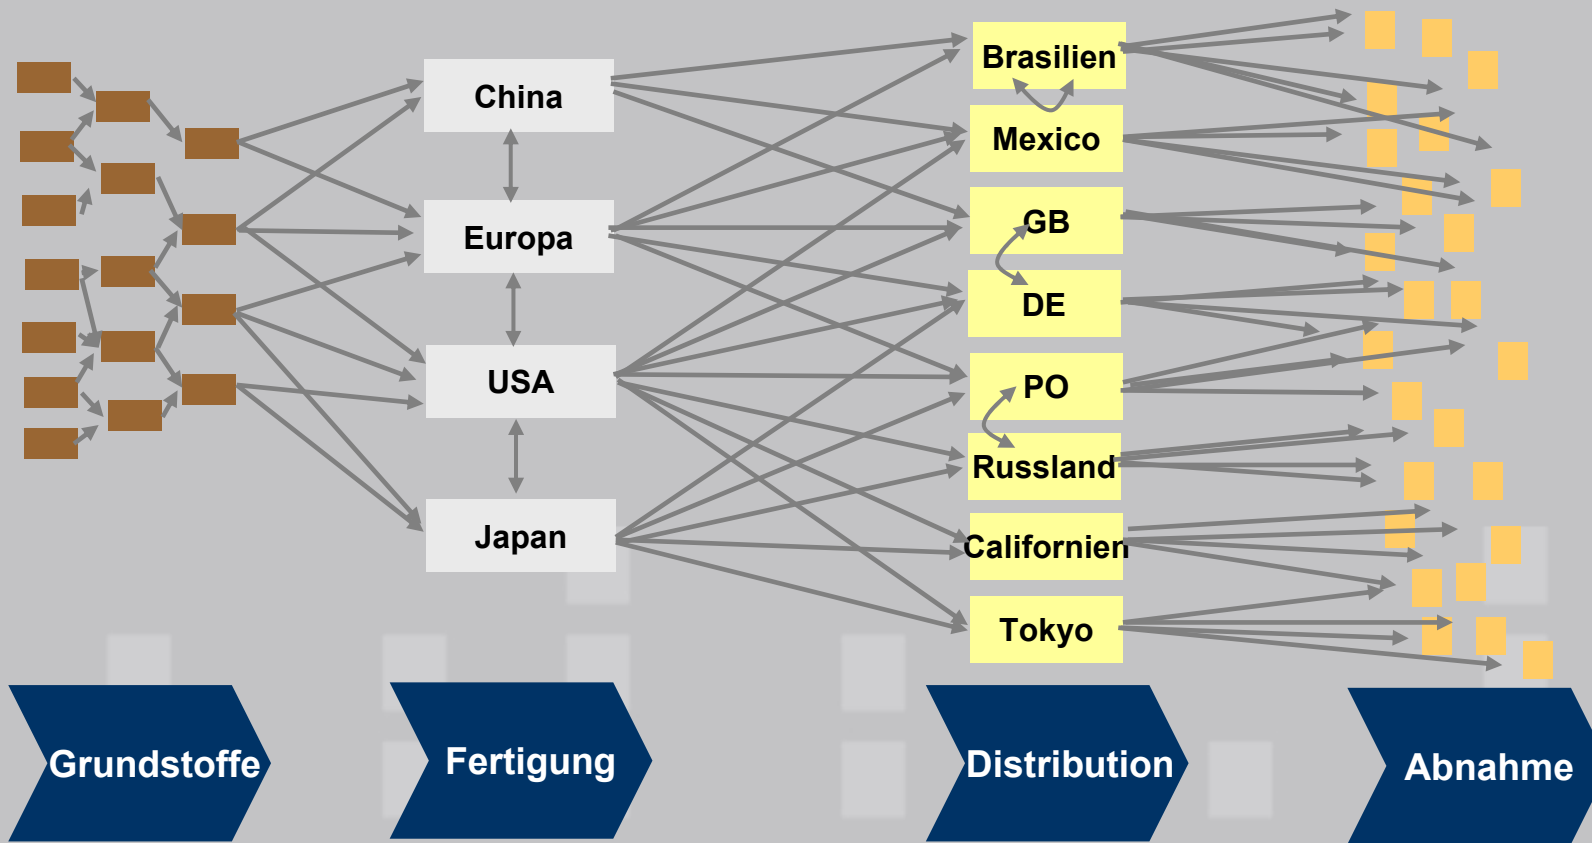 China
Europa
USA
Japan
Brasilien
Mexico
GB
DE
PO
Russland
Californien
Tokyo
Grundstoffe
Fertigung
Distribution
Abnahme